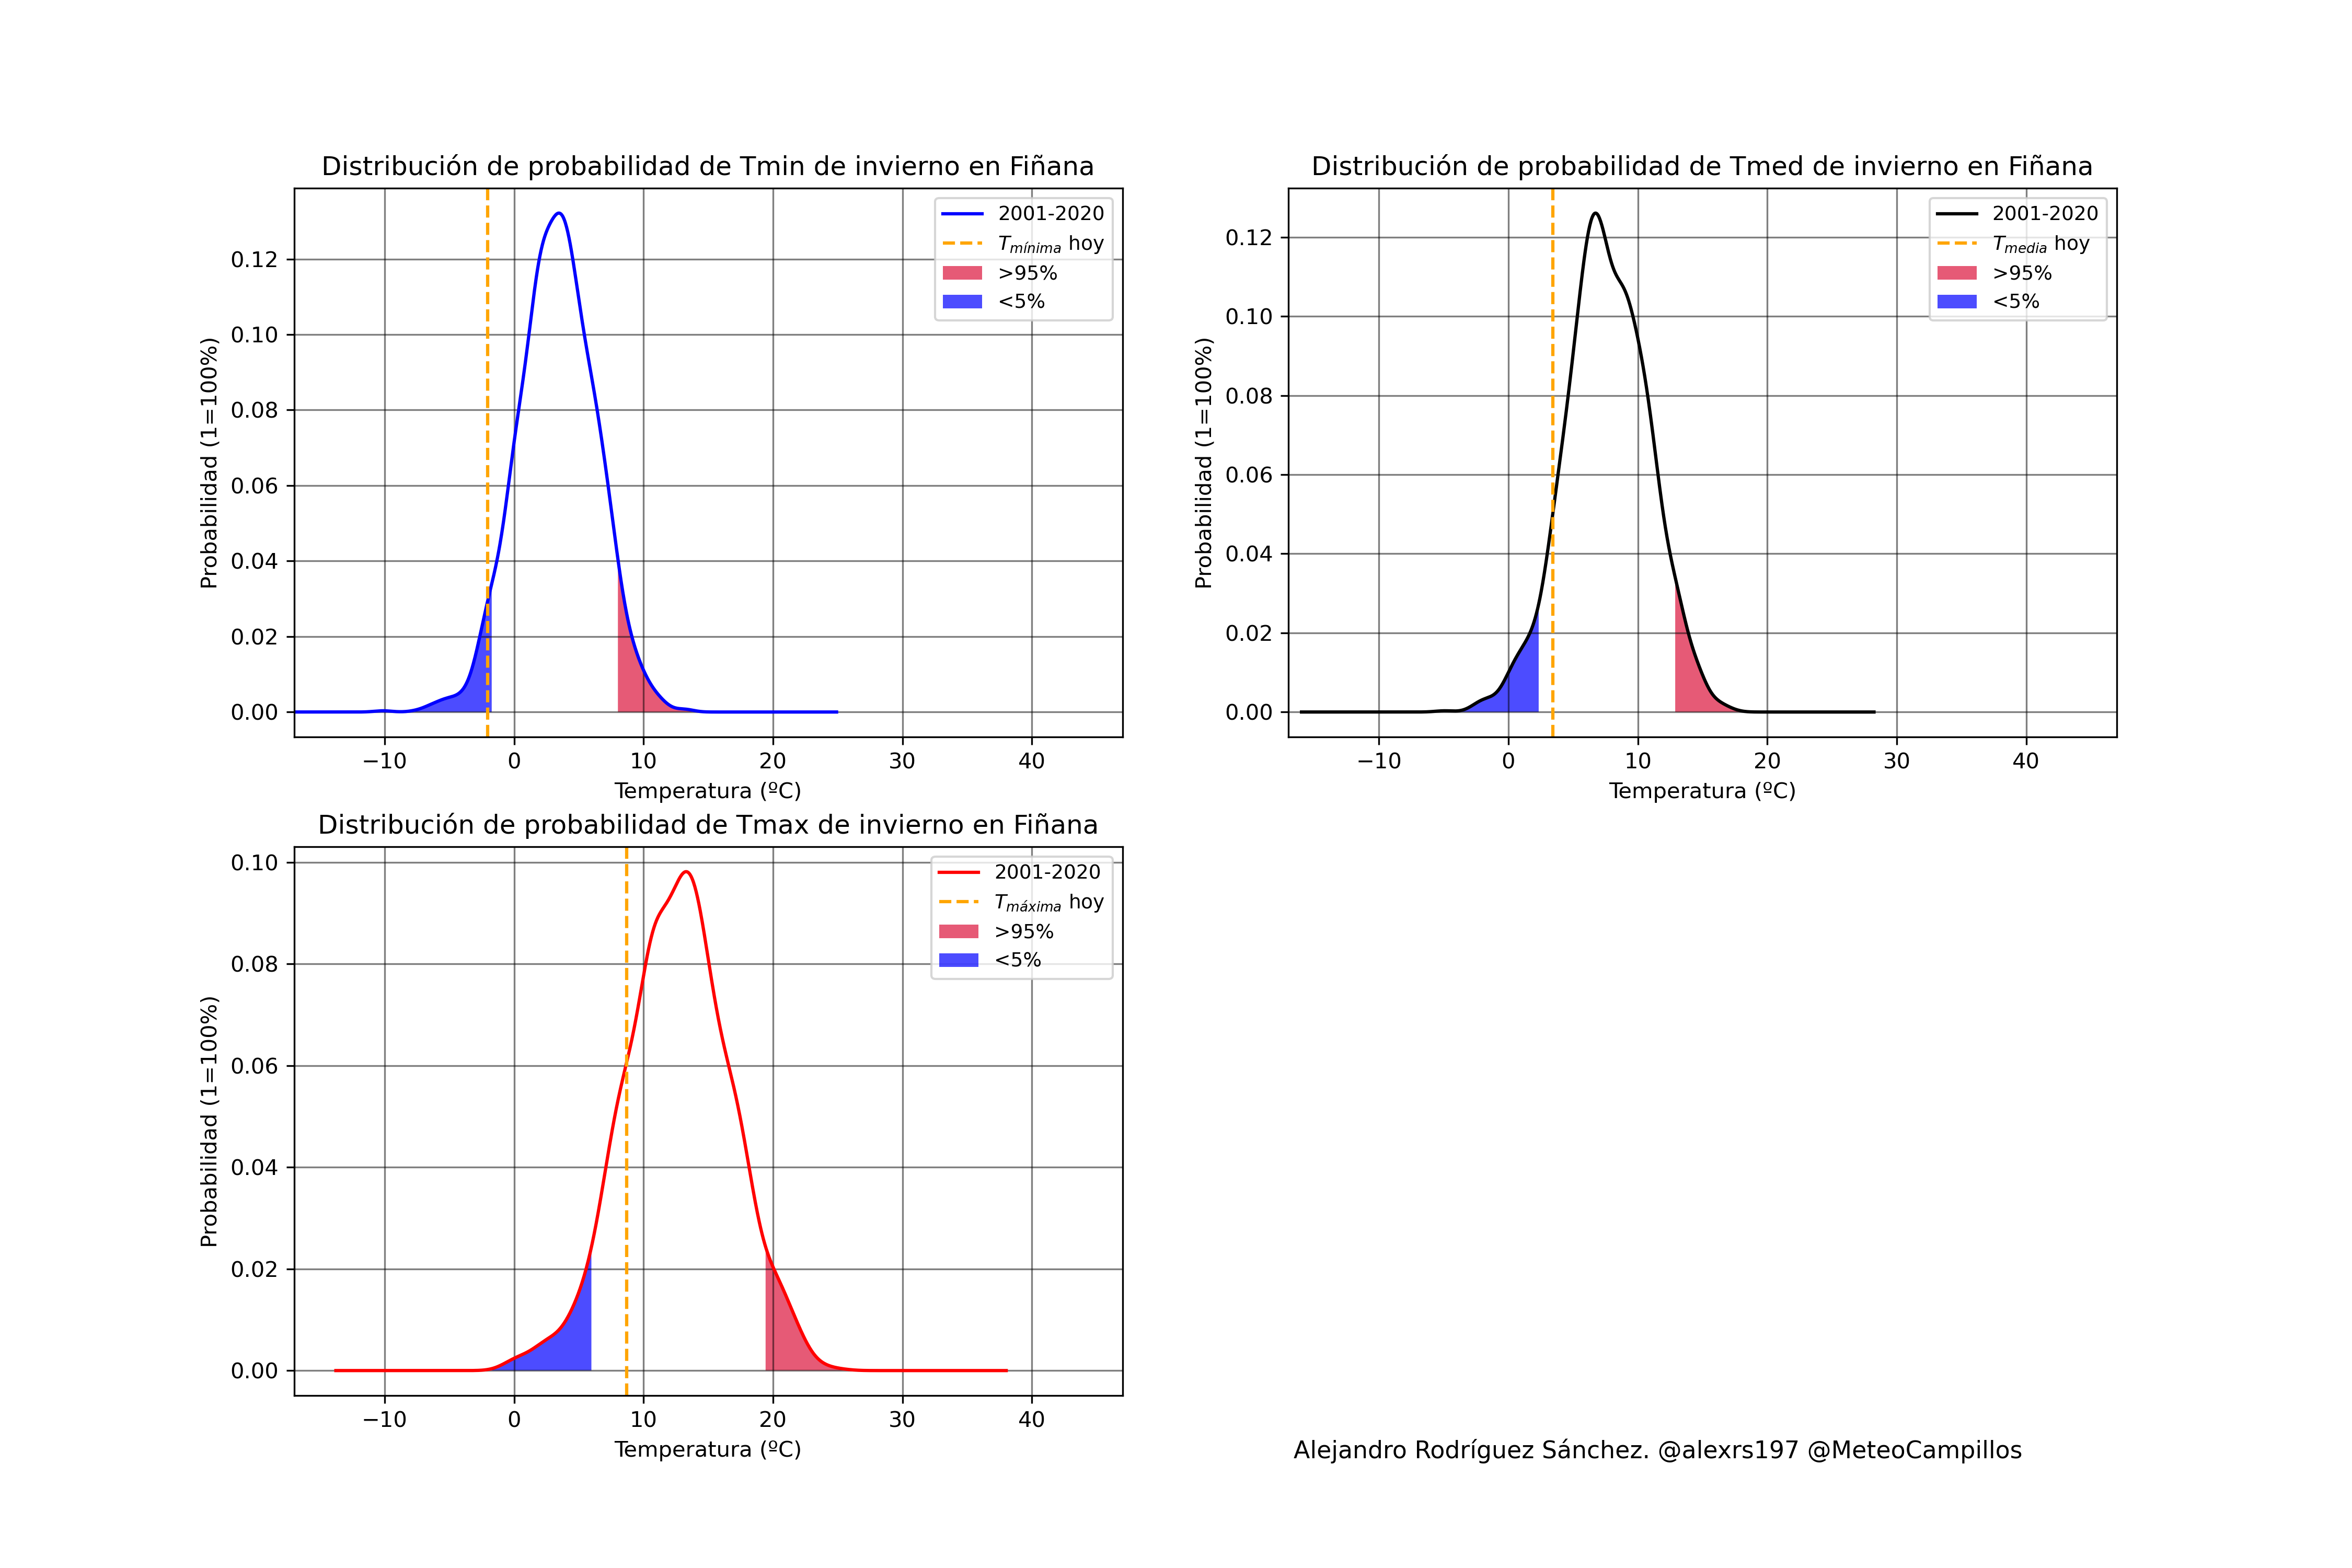 Distribución de probabilidad de Tmin de invierno en Fiñana
Probabilidad (1=100%)
0.12
0.10
0.08
0.06
0.04
0.02
0.00
2001-2020
Tmínima hoy
>95%
<5%
−10 0 10 20 30 40
Temperatura (ºC)
Distribución de probabilidad de Tmed de invierno en Fiñana
Probabilidad (1=100%)
0.12
0.10
0.08
0.06
0.04
0.02
0.00
2001-2020
Tmedia hoy
>95%
<5%
−10 0 10 20 30 40
Temperatura (ºC)
Distribución de probabilidad de Tmax de invierno en Fiñana
Probabilidad (1=100%)
0.10
0.08
0.06
0.04
0.02
0.00
2001-2020
Tmáxima hoy
>95%
<5%
−10 0 10 20 30 40
Temperatura (ºC)
Alejandro Rodríguez Sánchez. @alexrs197 @MeteoCampillos